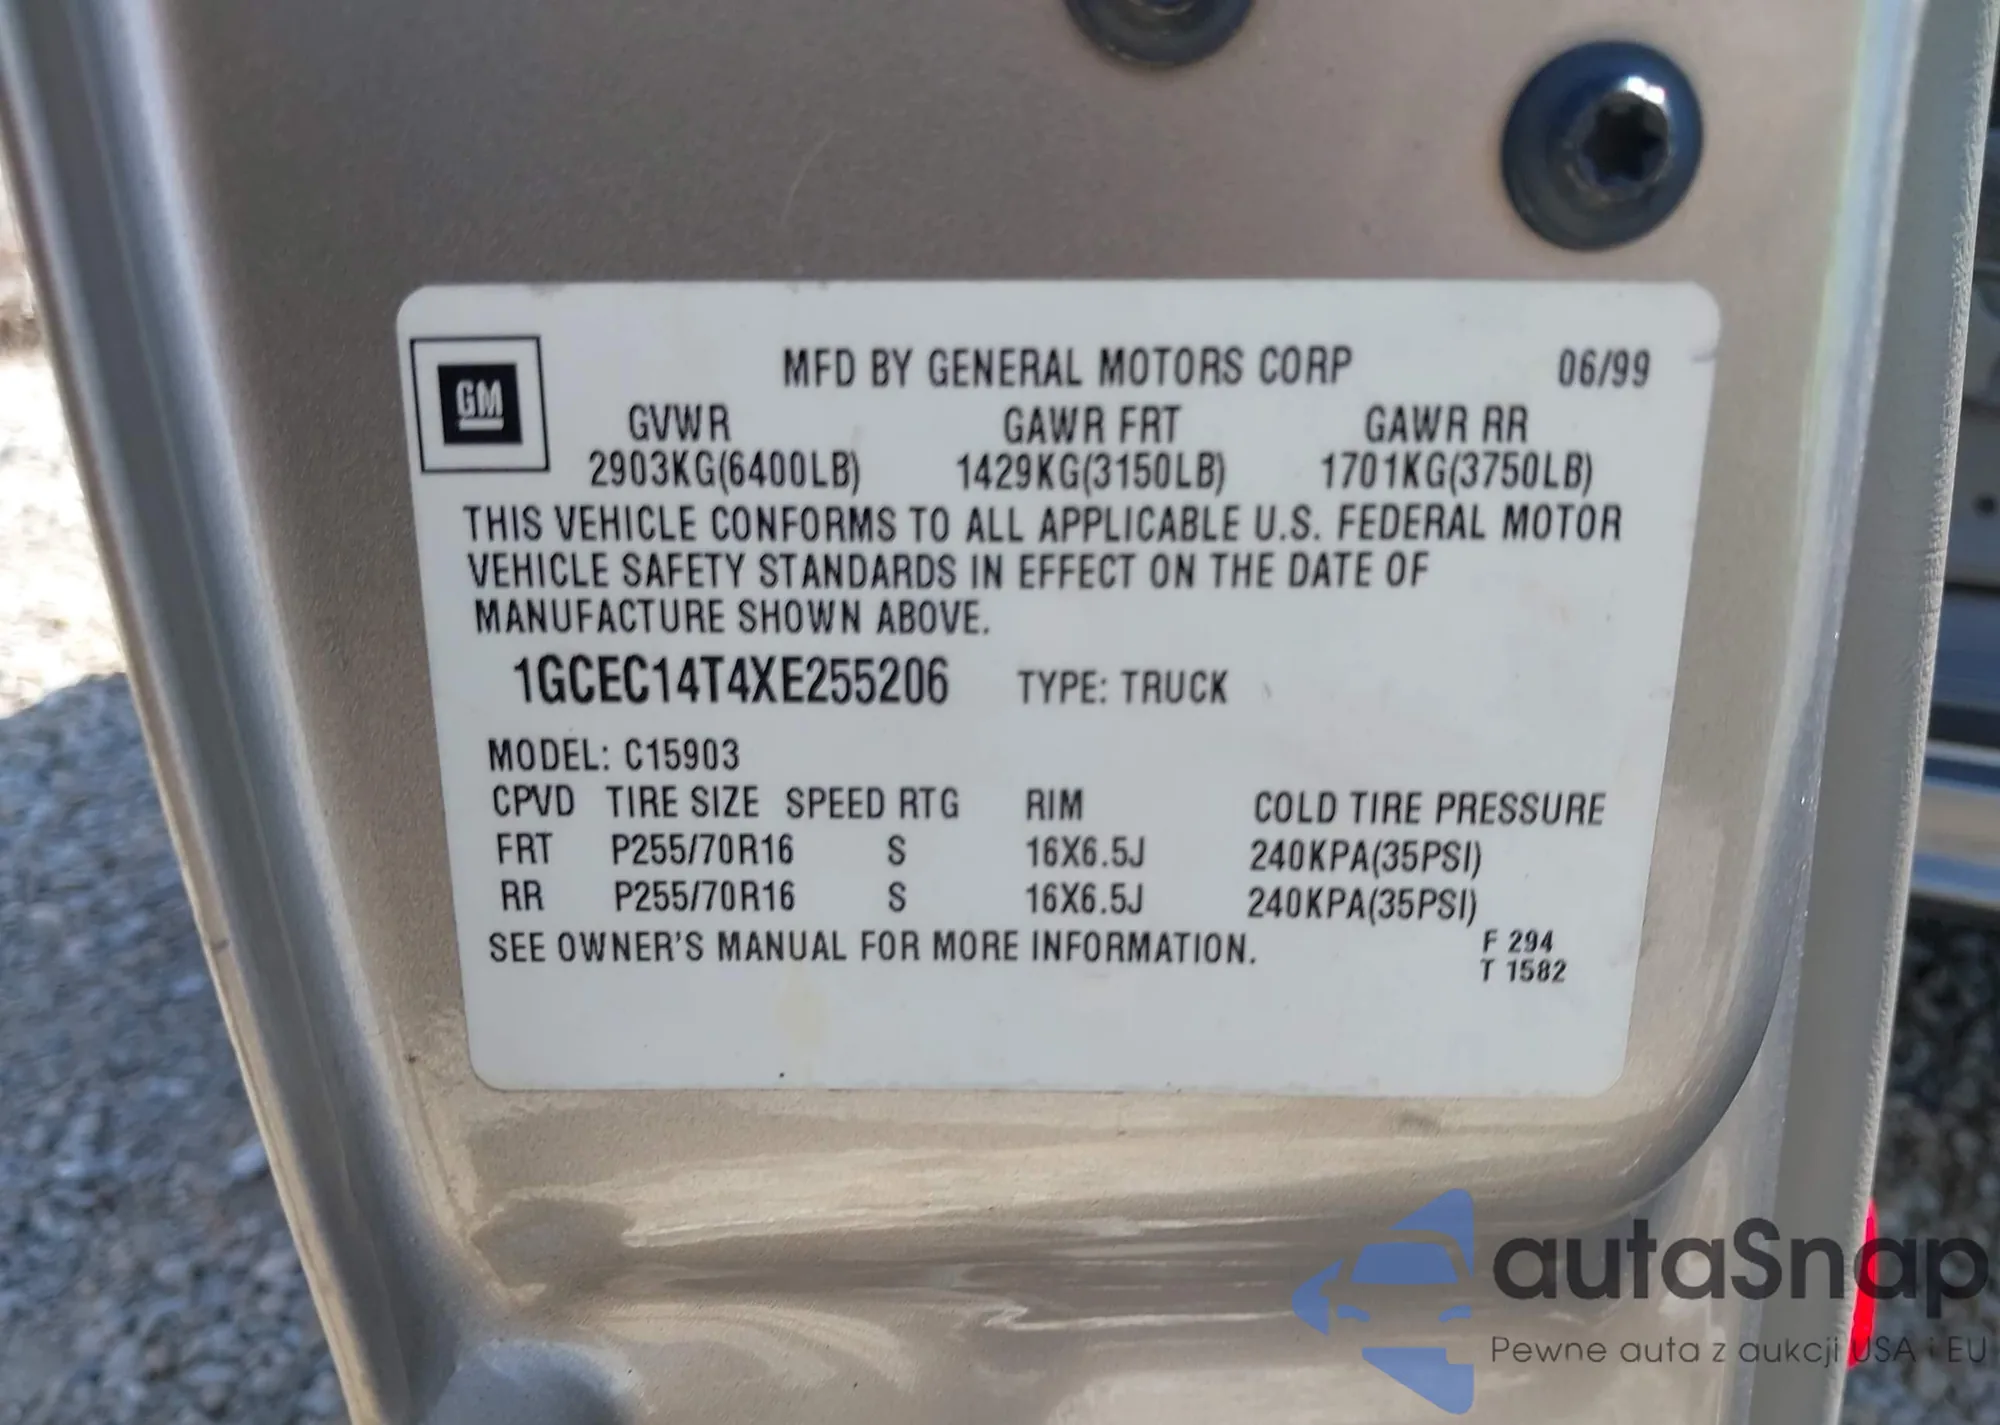 GM
MFD BY GENERAL MOTORS CORP 06/99
GVWR GAWR FRT GAWR RR
2903KG(6400LB) 1429KG(3150LB) 1701KG(3750LB)
THIS VEHICLE CONFORMS TO ALL APPLICABLE U.S. FEDERAL MOTOR
VEHICLE SAFETY STANDARDS IN EFFECT ON THE DATE OF
MANUFACTURE SHOWN ABOVE.
1GCEC14T4XE255206 TYPE: TRUCK
MODEL: C15903
CPVD TIRE SIZE SPEED RTG RIM COLD TIRE PRESSURE
FRT P255/70R16 S 16X6.5J 240KPA(35PSI)
RR P255/70R16 S 16X6.5J 240KPA(35PSI)
SEE OWNER'S MANUAL FOR MORE INFORMATION. F 294
T 1582
autaSnap
Pewne auta z aukcji USA i EU